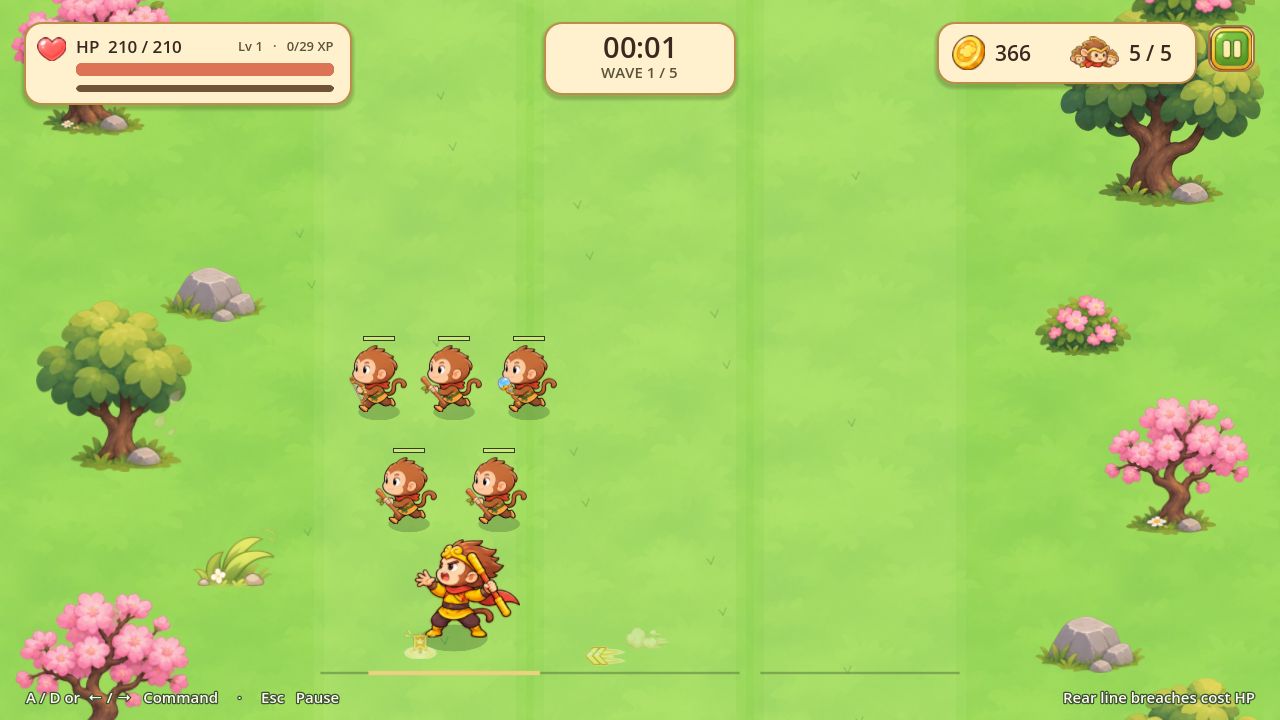 HP 210 / 210
Lv 1 · 0/29 XP
00:01
WAVE 1 / 5
366
5 / 5
A / D or ← / → Command · Esc Pause
Rear line breaches cost HP